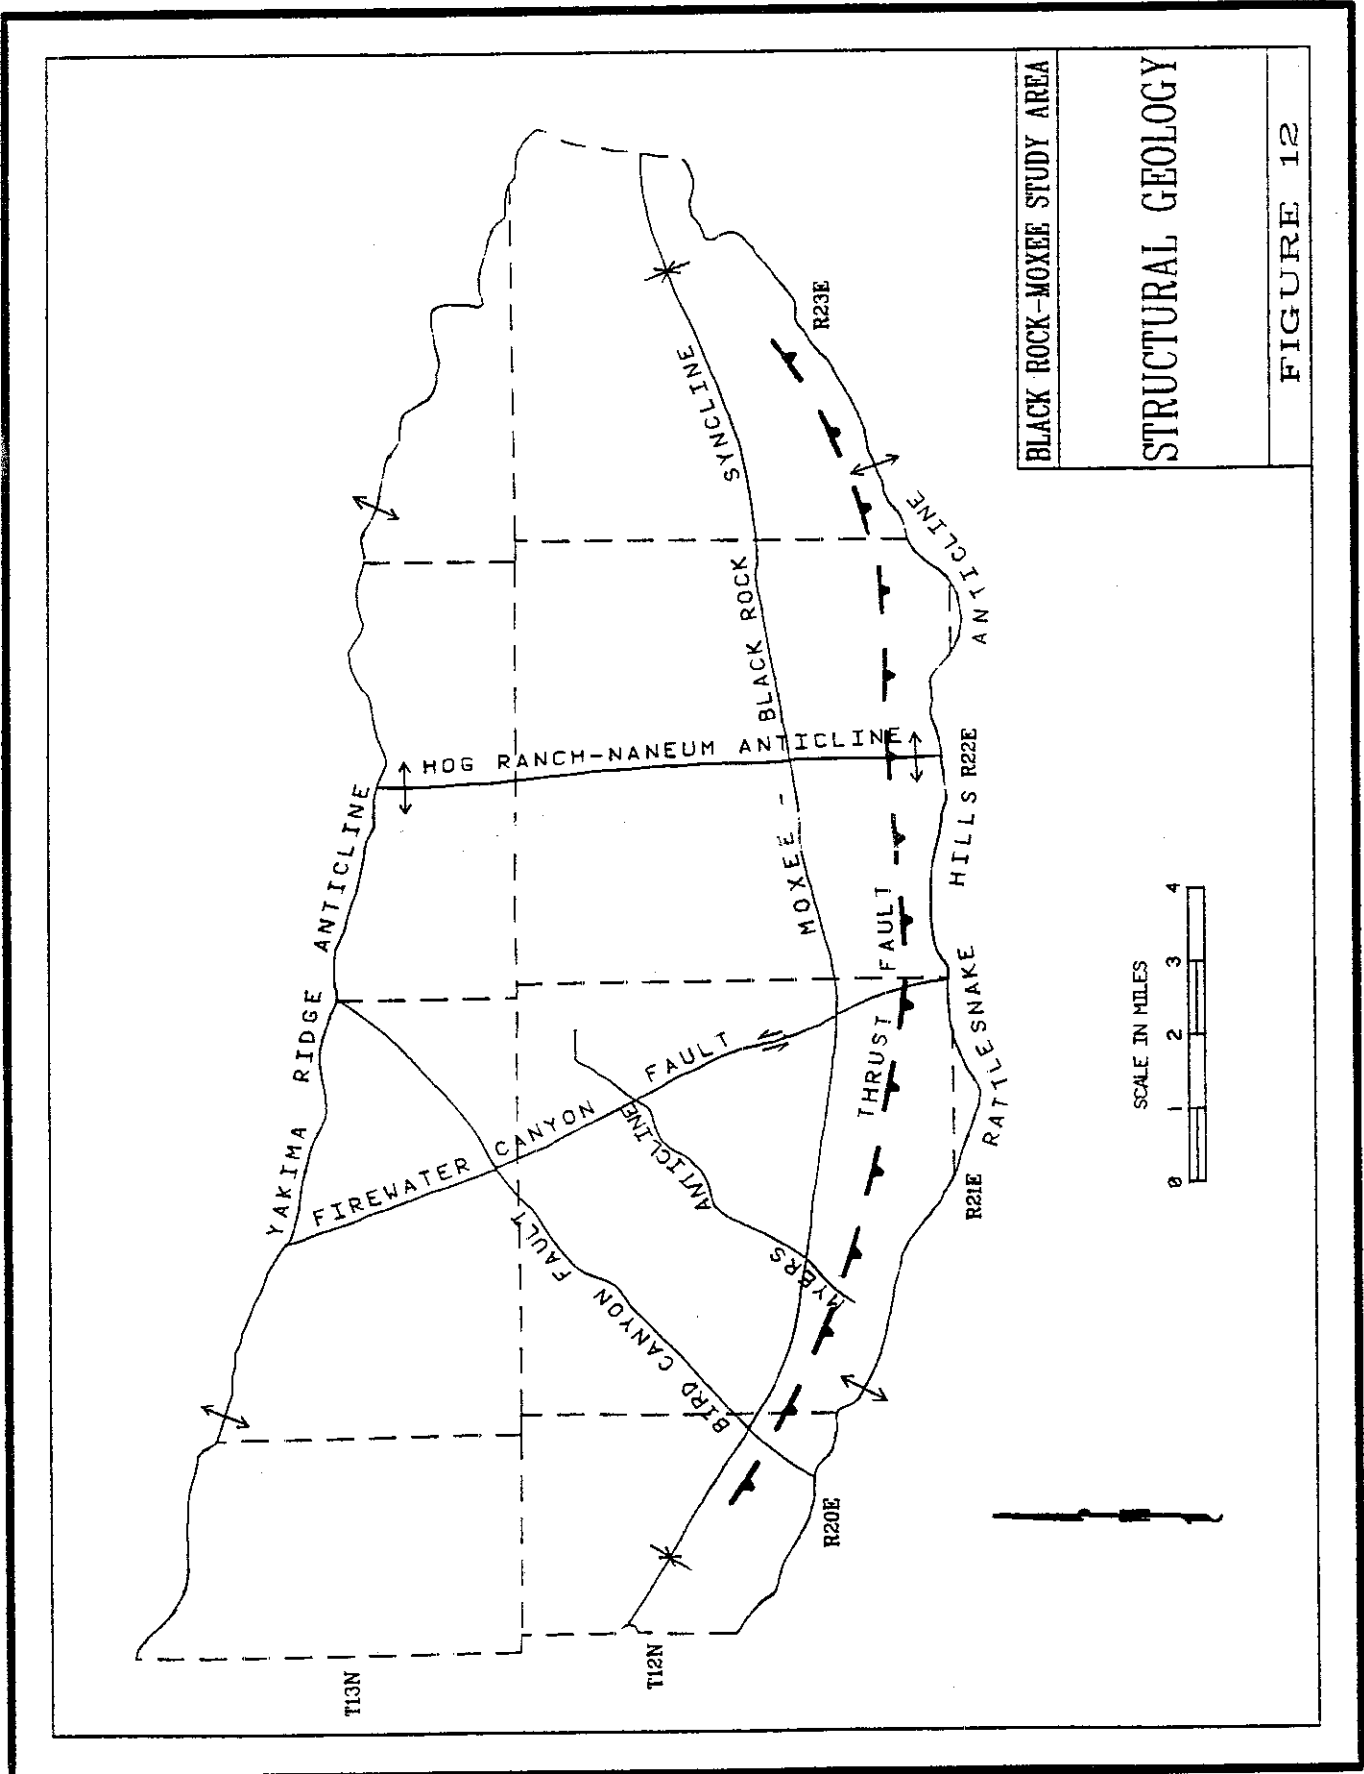 YAKIMA RIDGE ANTICLINE
HOG RANCH-NANEUM ANTICLINE
FIREWATER CANYON FAULT
BIRD CANYON FAULT
MYERS ANTICLINE
MOXEE - BLACK ROCK SYNCLINE
THRUST FAULT
RATTLESNAKE HILLS ANTICLINE
T13N
T12N
R20E
R21E
R22E
R23E
SCALE IN MILES
0 1 2 3 4
N
BLACK ROCK-MOXEE STUDY AREA
STRUCTURAL GEOLOGY
FIGURE 12